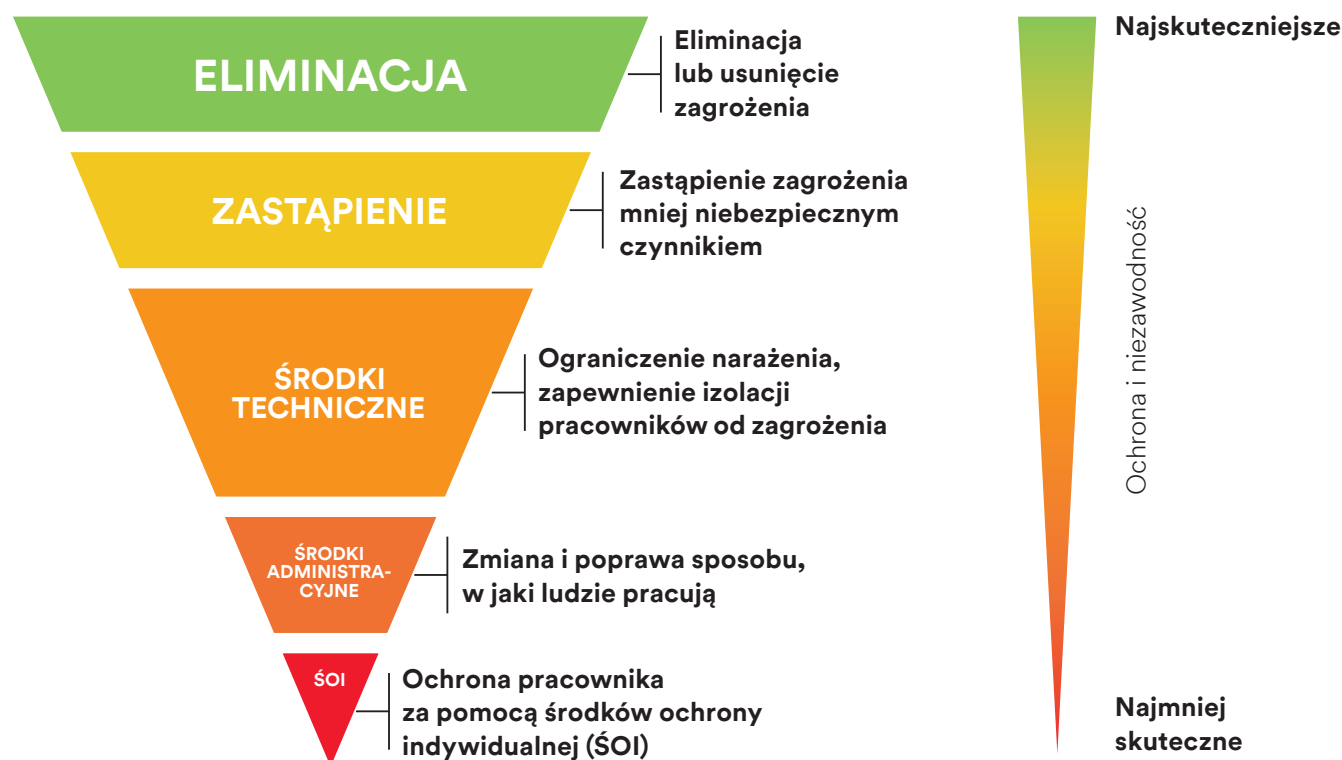 ELIMINACJA
Eliminacja
lub usunięcie
zagrożenia
ZASTĄPIENIE
Zastąpienie zagrożenia
mniej niebezpiecznym
czynnikiem
ŚRODKI
TECHNICZNE
Ograniczenie narażenia,
zapewnienie izolacji
pracowników od zagrożenia
ŚRODKI
ADMINISTRA-
CYJNE
Zmiana i poprawa sposobu,
w jaki ludzie pracują
ŚOI
Ochrona pracownika
za pomocą środków ochrony
indywidualnej (ŚOI)
Najskuteczniejsze
Ochrona i niezawodność
Najmniej
skuteczne